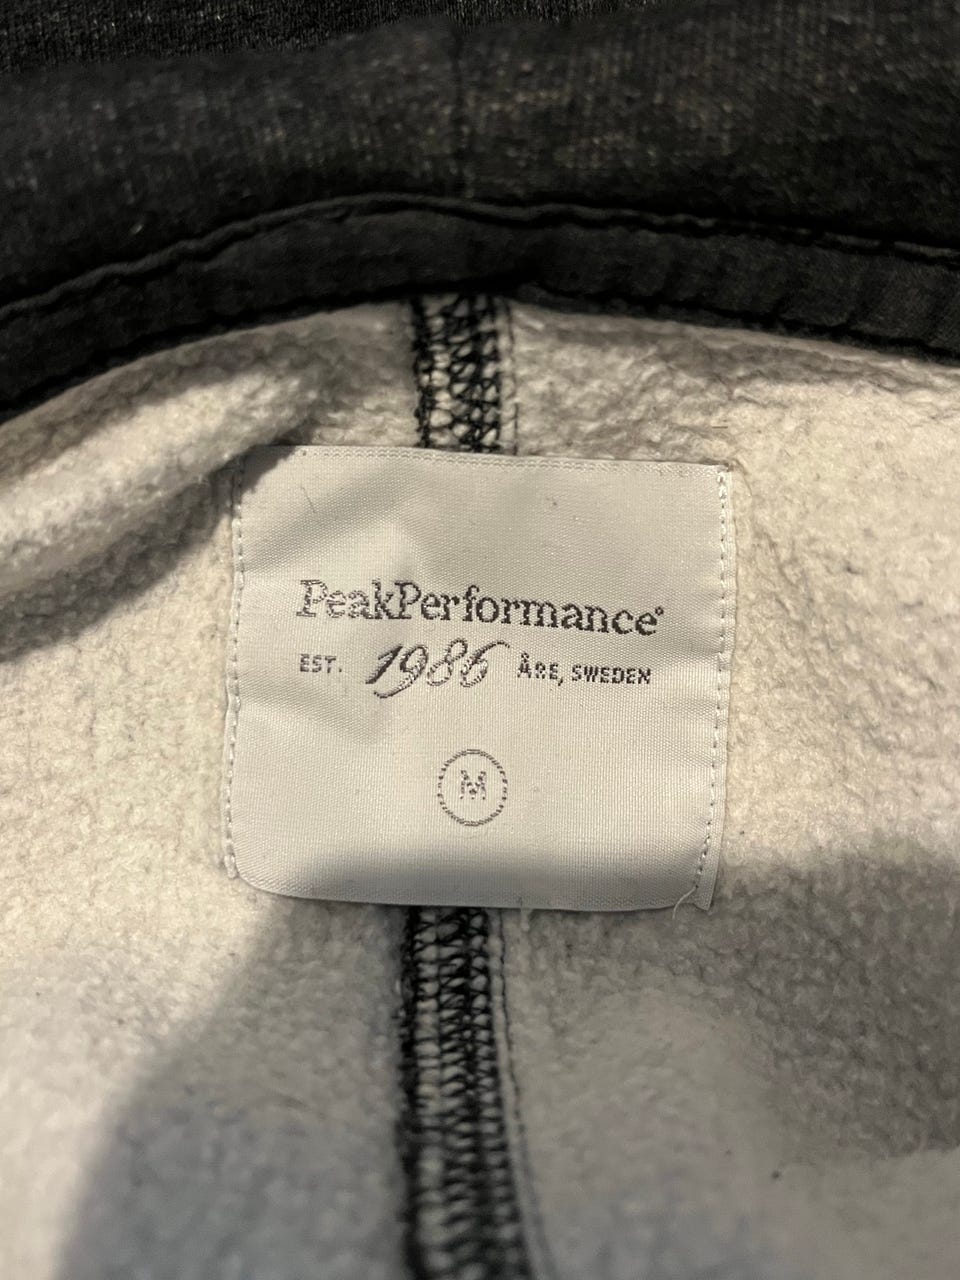 PeakPerformance®
EST. 1986 ÅRE, SWEDEN
M